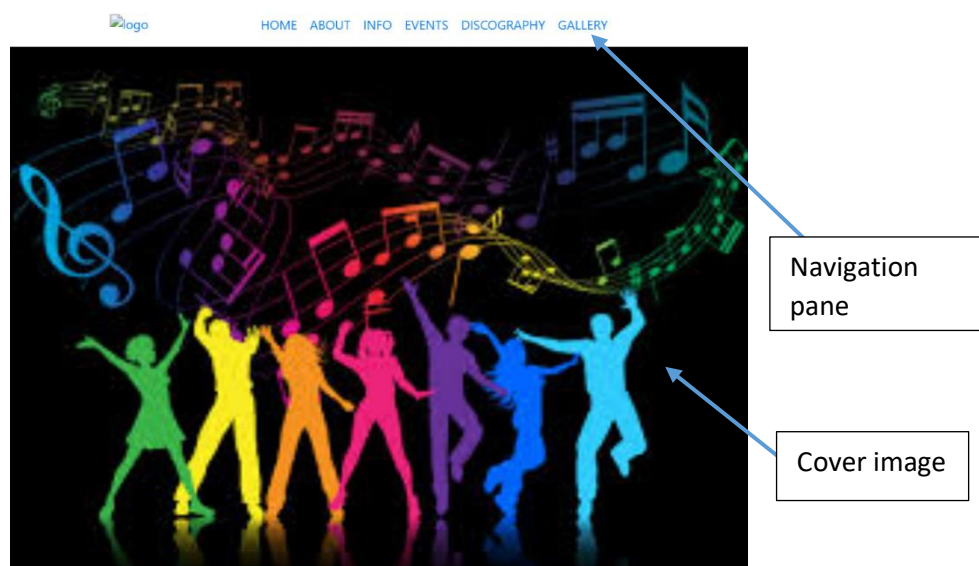 logo HOME ABOUT INFO EVENTS DISCOGRAPHY GALLERY
Navigation
pane
Cover image